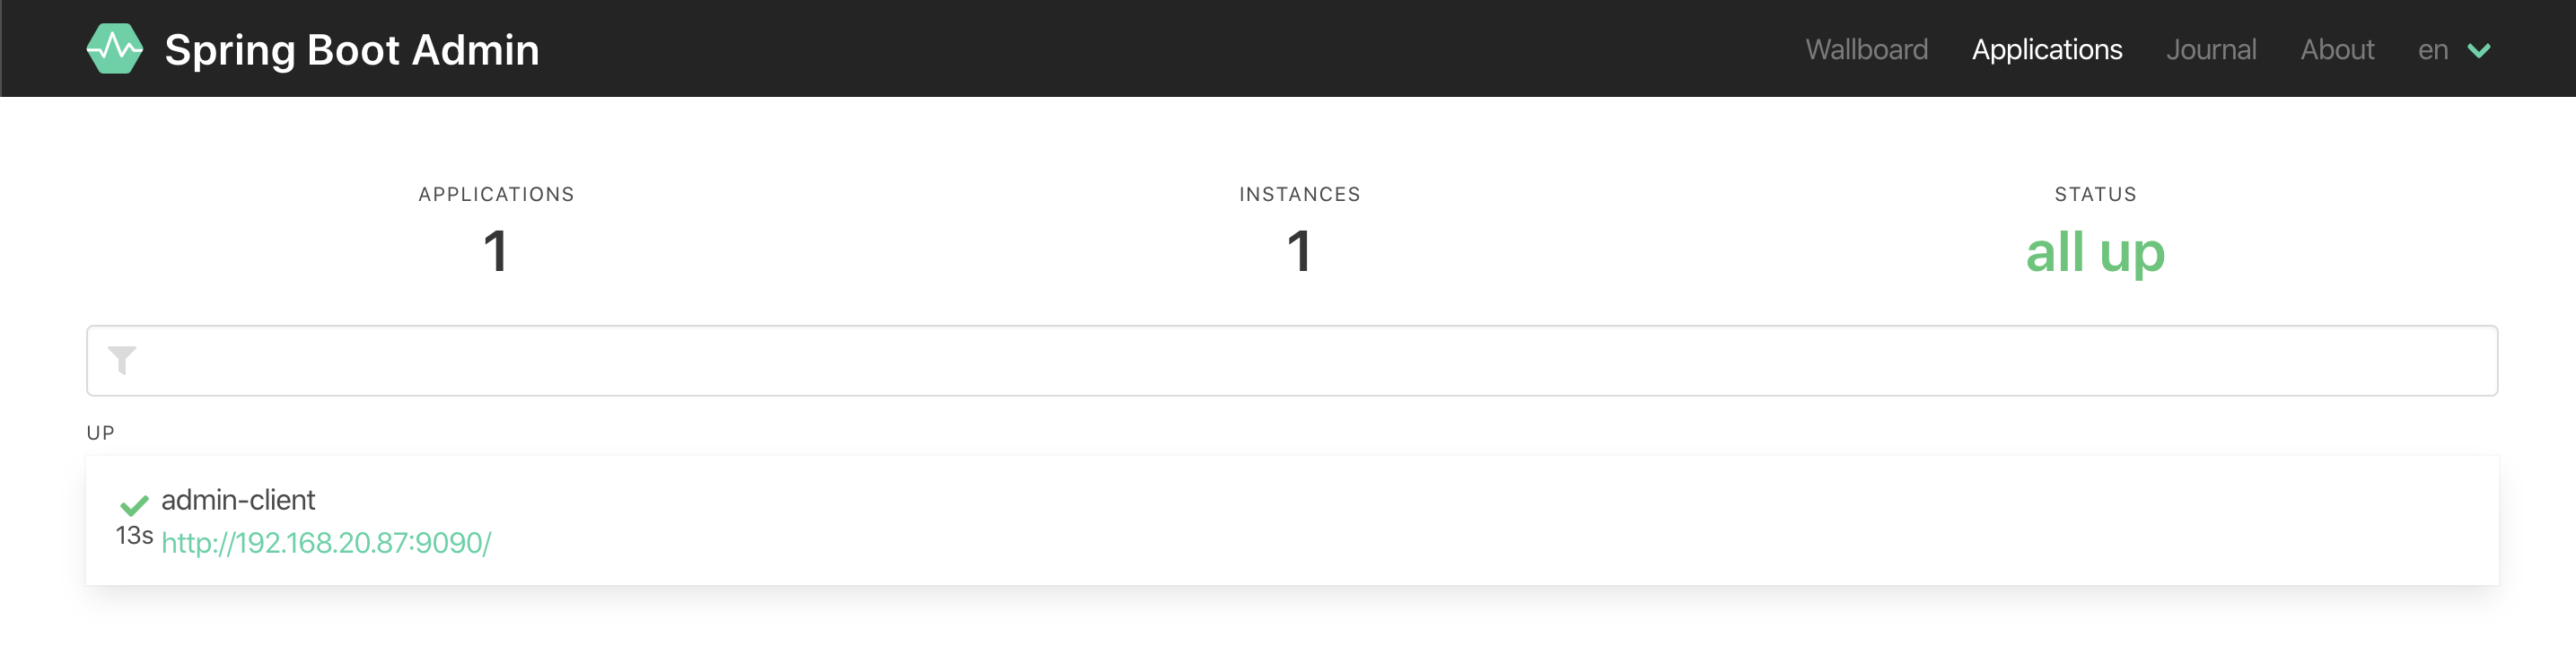 Spring Boot Admin
Wallboard Applications Journal About en
APPLICATIONS
1
INSTANCES
1
STATUS
all up
UP
admin-client
13s
http://192.168.20.87:9090/